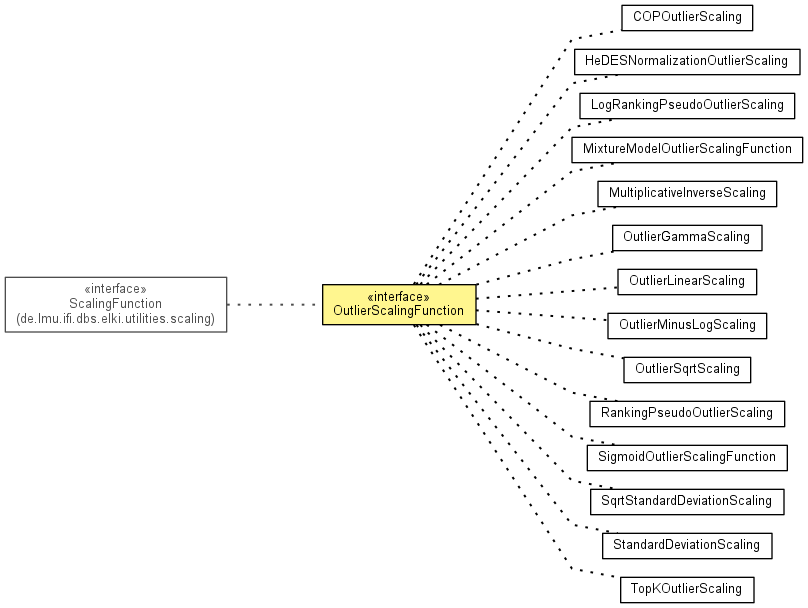 COPOutlierScaling
HeDESNormalizationOutlierScaling
LogRankingPseudoOutlierScaling
MixtureModelOutlierScalingFunction
MultiplicativeInverseScaling
OutlierGammaScaling
OutlierLinearScaling
OutlierMinusLogScaling
OutlierSqrtScaling
RankingPseudoOutlierScaling
SigmoidOutlierScalingFunction
SqrtStandardDeviationScaling
StandardDeviationScaling
TopKOutlierScaling
«interface»
ScalingFunction
(de.lmu.ifi.dbs.elki.utilities.scaling)
«interface»
OutlierScalingFunction